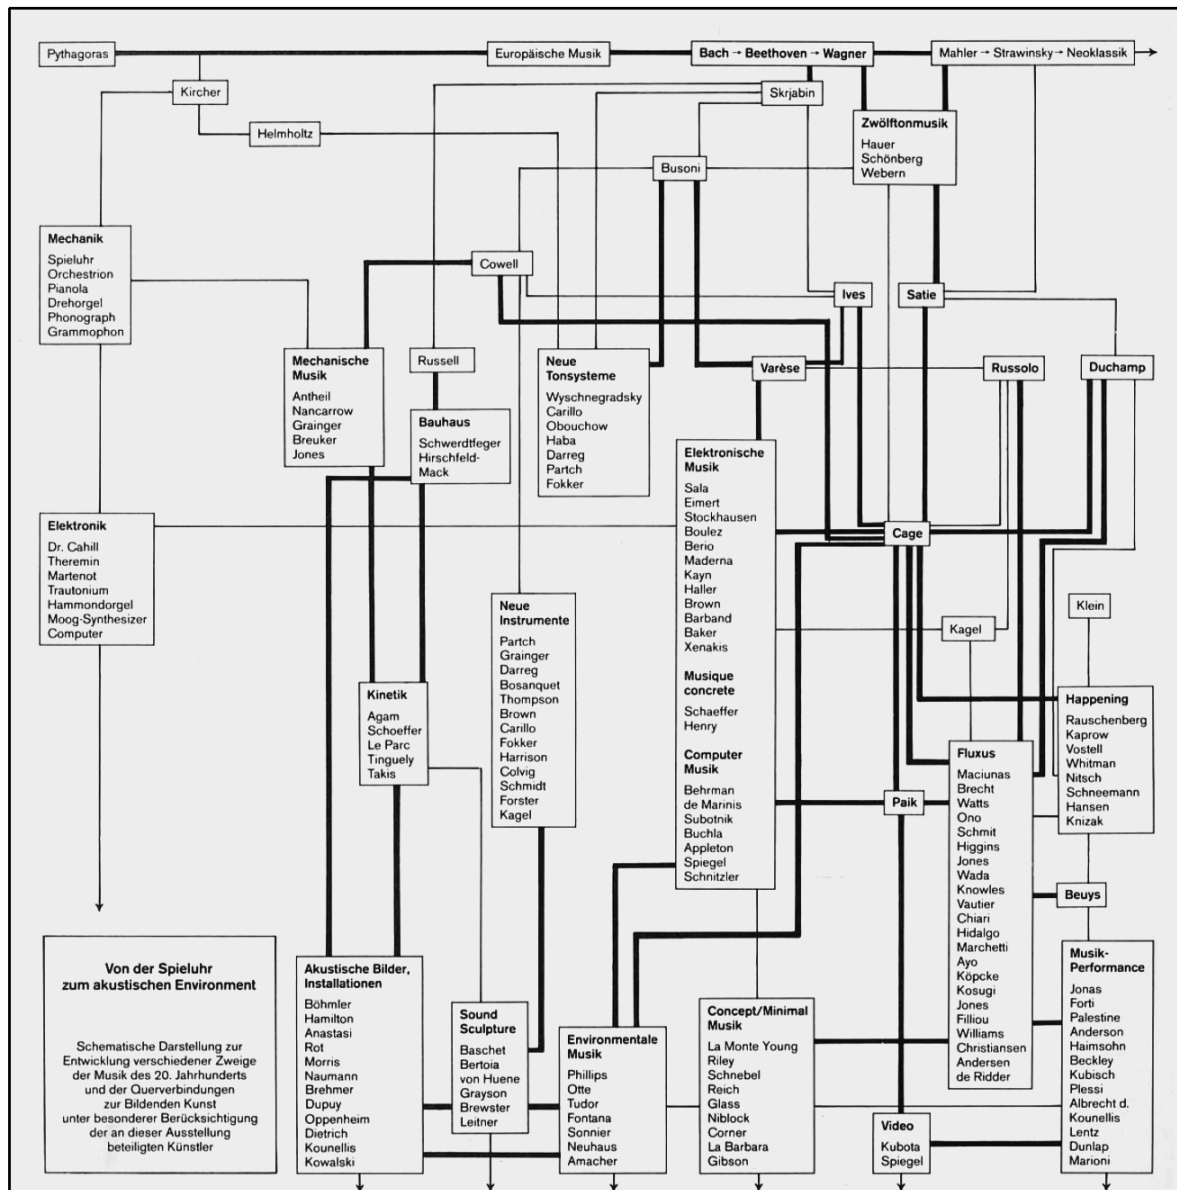 Pythagoras
Europäische Musik
Bach → Beethoven → Wagner
Mahler → Strawinsky → Neoklassik
Kircher
Skrjabin
Helmholtz
Zwölftonmusik
Hauer
Schönberg
Webern
Busoni
Mechanik
Spieluhr
Orchestrion
Pianola
Drehorgel
Phonograph
Grammophon
Cowell
Ives
Satie
Mechanische
Musik
Antheil
Nancarrow
Grainger
Breuker
Jones
Russell
Neue
Tonsysteme
Wyschnegradsky
Carillo
Obouchow
Haba
Darreg
Partch
Fokker
Varèse
Russolo
Duchamp
Bauhaus
Schwerdtfeger
Hirschfeld-
Mack
Elektronische
Musik
Sala
Eimert
Stockhausen
Boulez
Berio
Maderna
Kayn
Haller
Brown
Barband
Baker
Xenakis
Musique
concrete
Schaeffer
Henry
Computer
Musik
Behrman
de Marinis
Subotnik
Buchla
Appleton
Spiegel
Schnitzler
Elektronik
Dr. Cahill
Theremin
Martenot
Trautonium
Hammondorgel
Moog-Synthesizer
Computer
Cage
Neue
Instrumente
Partch
Grainger
Darreg
Bosanquet
Thompson
Brown
Carillo
Fokker
Harrison
Colvig
Schmidt
Forster
Kagel
Klein
Kagel
Kinetik
Agam
Schoeffer
Le Parc
Tinguely
Takis
Happening
Rauschenberg
Kaprow
Vostell
Whitman
Nitsch
Schneemann
Hansen
Knizak
Fluxus
Maciunas
Brecht
Watts
Ono
Schmit
Higgins
Jones
Wada
Knowles
Vautier
Chiari
Hidalgo
Marchetti
Ayo
Köpcke
Kosugi
Jones
Filliou
Williams
Christiansen
Andersen
de Ridder
Paik
Beuys
Von der Spieluhr
zum akustischen Environment
Schematische Darstellung zur
Entwicklung verschiedener Zweige
der Musik des 20. Jahrhunderts
und der Querverbindungen
zur Bildenden Kunst
unter besonderer Berücksichtigung
der an dieser Ausstellung
beteiligten Künstler
Akustische Bilder,
Installationen
Böhmler
Hamilton
Anastasi
Rot
Morris
Naumann
Brehmer
Dupuy
Oppenheim
Dietrich
Kounellis
Kowalski
Sound
Sculpture
Baschet
Bertoia
von Huene
Grayson
Brewster
Leitner
Environmentale
Musik
Phillips
Otte
Tudor
Fontana
Sonnier
Neuhaus
Amacher
Concept/Minimal
Musik
La Monte Young
Riley
Schnebel
Reich
Glass
Niblock
Corner
La Barbara
Gibson
Video
Kubota
Spiegel
Musik-
Performance
Jonas
Forti
Palestine
Anderson
Haimsohn
Beckley
Kubisch
Plessi
Albrecht d.
Kounellis
Lentz
Dunlap
Marioni